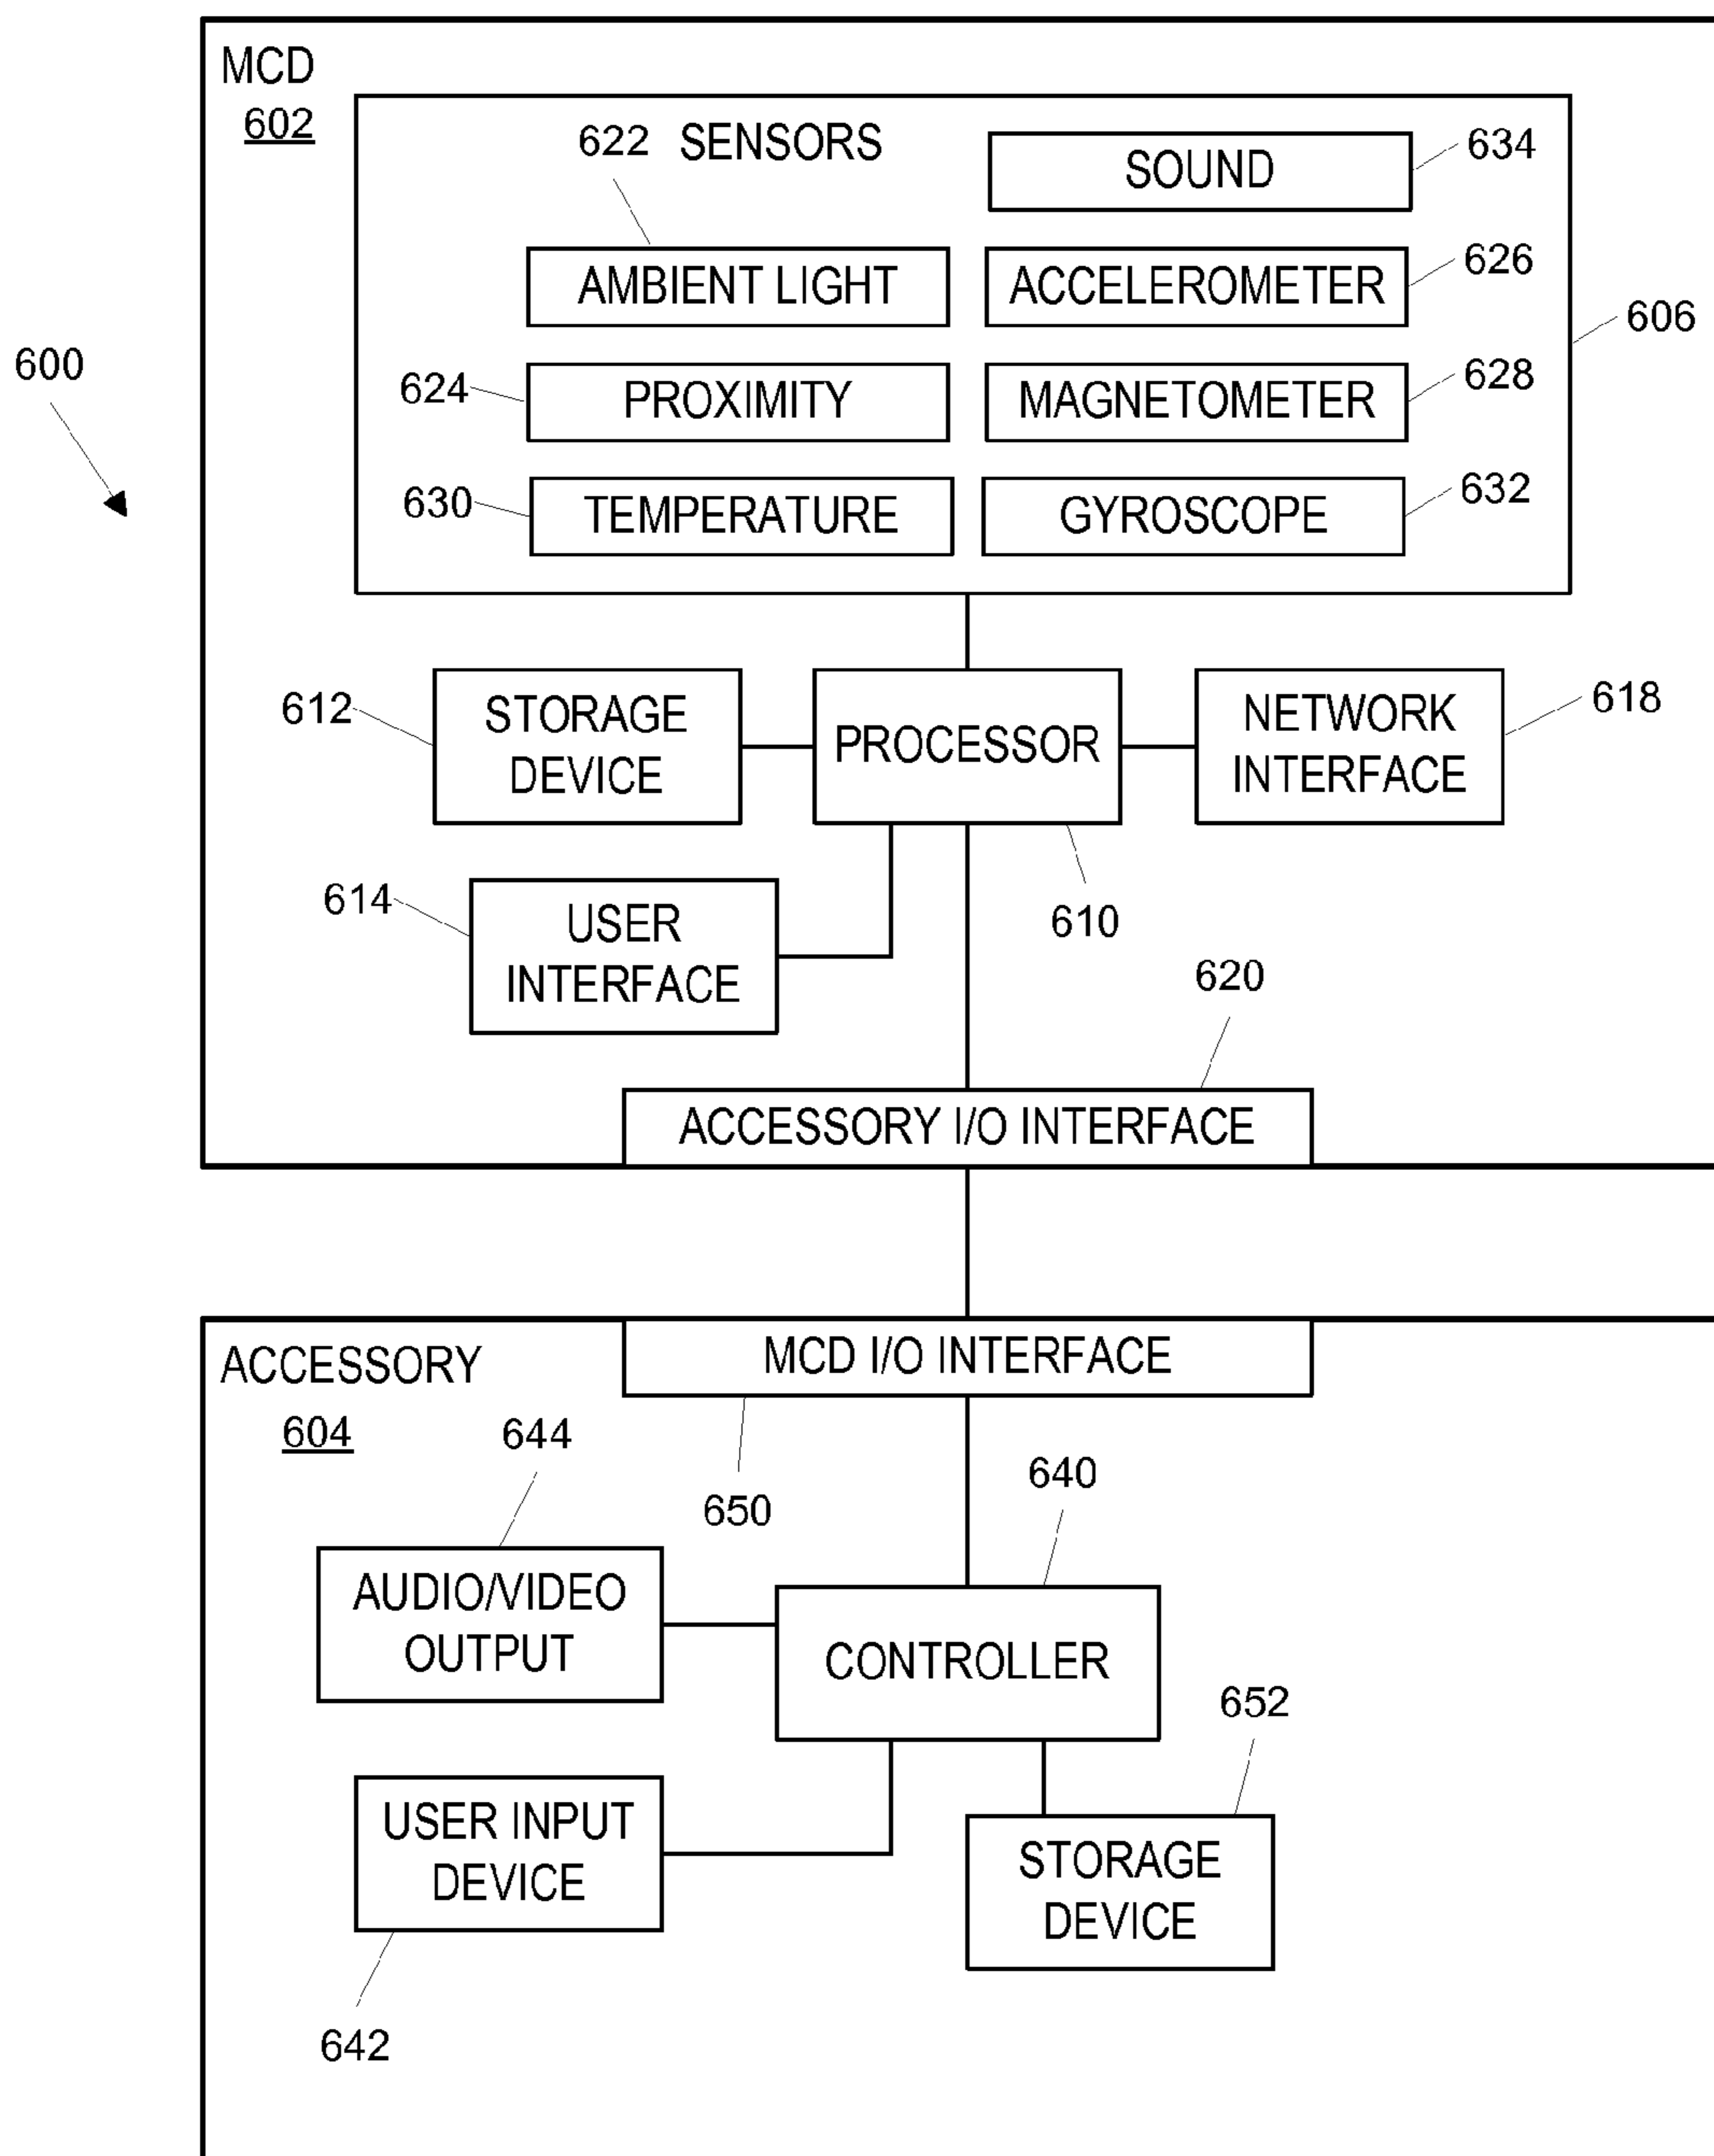 MCD
602
622 SENSORS
SOUND
634
AMBIENT LIGHT
ACCELEROMETER
626
606
600
624
PROXIMITY
MAGNETOMETER
628
630
TEMPERATURE
GYROSCOPE
632
612
STORAGE
DEVICE
PROCESSOR
NETWORK
INTERFACE
618
614
USER
INTERFACE
610
620
ACCESSORY I/O INTERFACE
MCD I/O INTERFACE
ACCESSORY
604
644
650
640
AUDIO/VIDEO
OUTPUT
CONTROLLER
652
USER INPUT
DEVICE
STORAGE
DEVICE
642